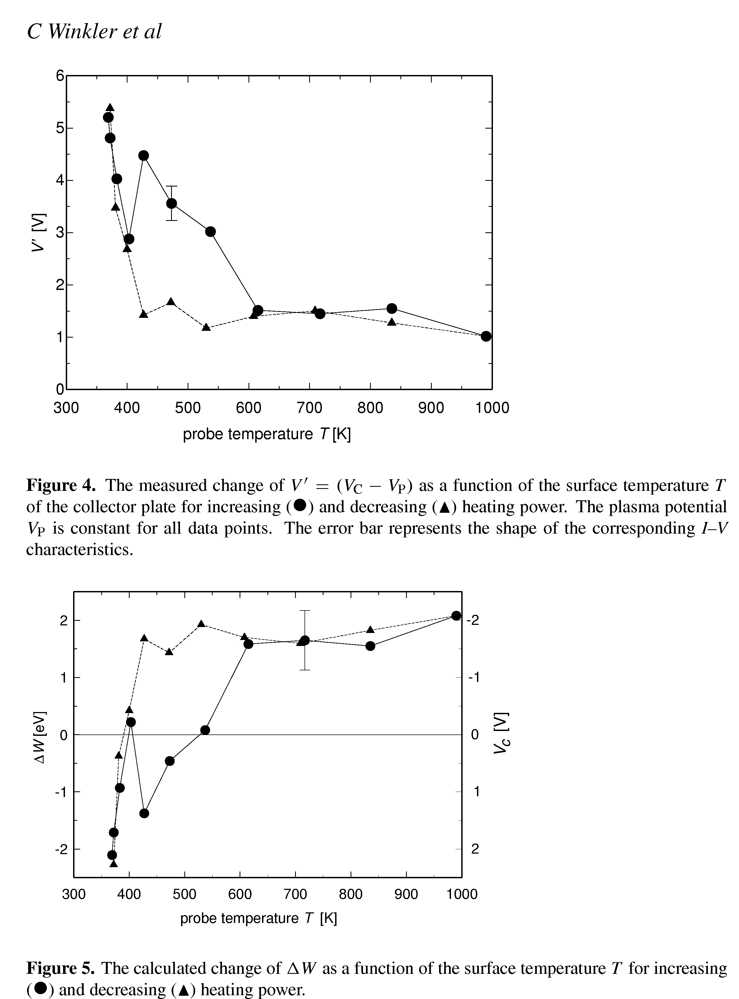 C Winkler et al
6
5
4
3
2
1
0
V' [V]
300 400 500 600 700 800 900 1000
probe temperature T [K]
Figure 4. The measured change of V′ = (VC − VP) as a function of the surface temperature T
of the collector plate for increasing (●) and decreasing (▲) heating power. The plasma potential
VP is constant for all data points. The error bar represents the shape of the corresponding I–V
characteristics.
2
1
0
-1
-2
Δ W [eV]
-2
-1
0
1
2
Vc [V]
300 400 500 600 700 800 900 1000
probe temperature T [K]
Figure 5. The calculated change of ΔW as a function of the surface temperature T for increasing
(●) and decreasing (▲) heating power.